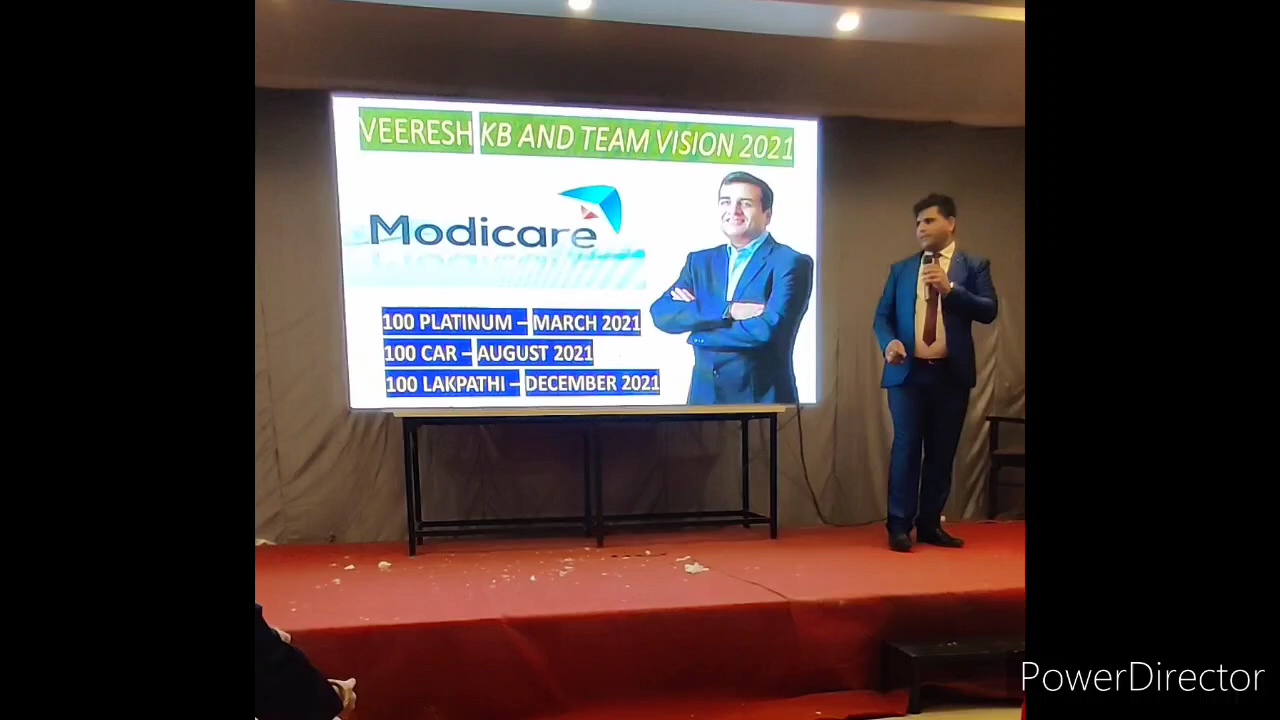 VEERESH KB AND TEAM VISION 2021
Modicare
100 PLATINUM – MARCH 2021
100 CAR – AUGUST 2021
100 LAKPATHI – DECEMBER 2021
PowerDirector